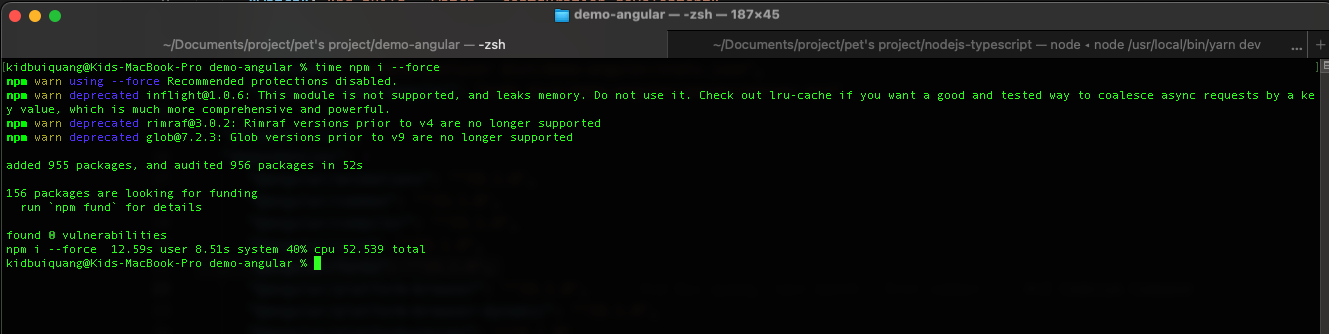 demo-angular — -zsh — 187×45
~/Documents/project/pet's project/demo-angular — -zsh
~/Documents/project/pet's project/nodejs-typescript — node ◂ node /usr/local/bin/yarn dev
... +
kidbuiquang@Kids-MacBook-Pro demo-angular % time npm i --force
npm warn using --force Recommended protections disabled.
npm warn deprecated inflight@1.0.6: This module is not supported, and leaks memory. Do not use it. Check out lru-cache if you want a good and tested way to coalesce async requests by a ke
y value, which is much more comprehensive and powerful.
npm warn deprecated rimraf@3.0.2: Rimraf versions prior to v4 are no longer supported
npm warn deprecated glob@7.2.3: Glob versions prior to v9 are no longer supported
added 955 packages, and audited 956 packages in 52s
156 packages are looking for funding
run `npm fund` for details
found 0 vulnerabilities
npm i --force  12.59s user 8.51s system 40% cpu 52.539 total
kidbuiquang@Kids-MacBook-Pro demo-angular %